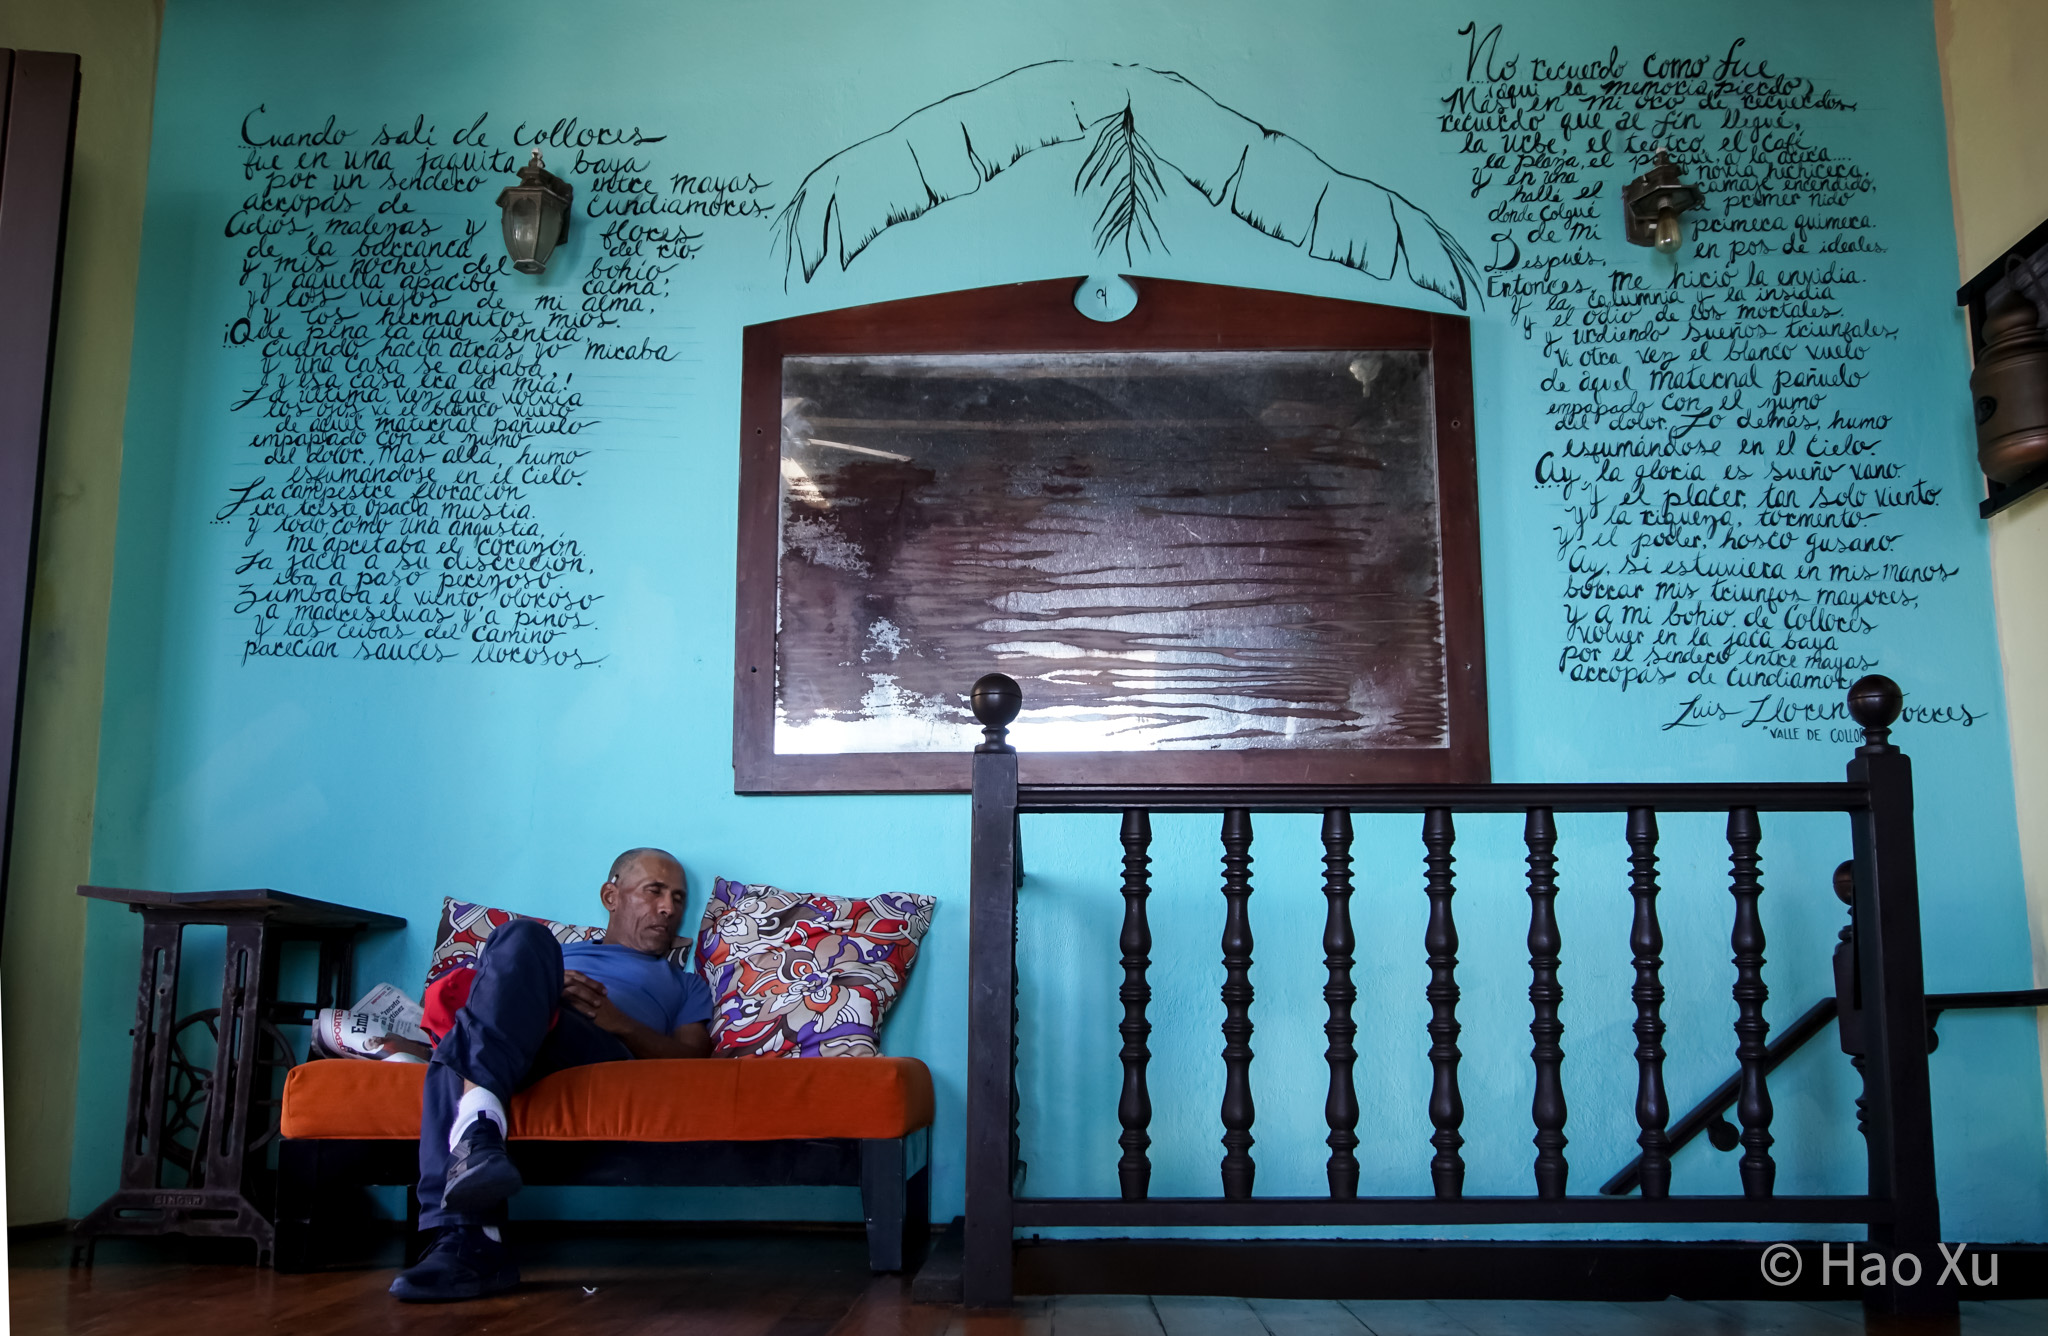 Cuando salí de Collores
fue en una jaquita baya
por un sendero entre mayas
arropás de cundiamores.
Adiós, malezas y flores
de la barranca del río,
y mis noches del bohío
y aquella apacible calma,
y los viejos de mi alma,
y los hermanitos míos.
¡Qué pena la que sentía
cuando hacia atrás yo miraba
y una casa se alejaba,
y esa casa era la mía!
La última vez que volvía
los ojos vi el blanco vuelo
de aquel maternal pañuelo
empapado con el zumo
del dolor. Más allá, humo
esfumándose en el cielo.
La campestre floración
era triste opaca, mustia.
y todo como una angustia,
me apretaba el corazón.
La jaca a su discreción,
iba a paso perezoso.
Zumbaba el viento oloroso
a madreselvas y a pinos.
y las ceibas del camino
parecían sauces llorosos.
No recuerdo como fue
(aquí la memoria pierdo)
Más en mi oro de recuerdos,
recuerdo que al fin llegué,
la urbe, el teatro, el café,
la plaza, el parque, la acera....
y en una novia hechicera.
hallé el ramaje encendido,
donde colgué primer nido
de mi primera quimera.
Después, en pos de ideales.
Entonces me hirió la envidia.
y la calumnia y la insidia
y el odio de los mortales.
y urdiendo sueños triunfales,
vi otra vez el blanco vuelo
de aquel maternal pañuelo
empapado con el zumo
del dolor. Lo demás, humo
esfumándose en el cielo.
Ay, la gloria es sueño vano.
y el placer, tan solo viento.
y la riqueza, tormento.
y el poder, hosco gusano.
Ay, si estuviera en mis manos
borrar mis triunfos mayores,
y a mi bohío de Collores
volver en la jaca baya
por el sendero entre mayas
arropás de cundiamores
Luis Llorens Torres
"VALLE DE COLLOR
DEPORTES
Emb
SINGER
© Hao Xu